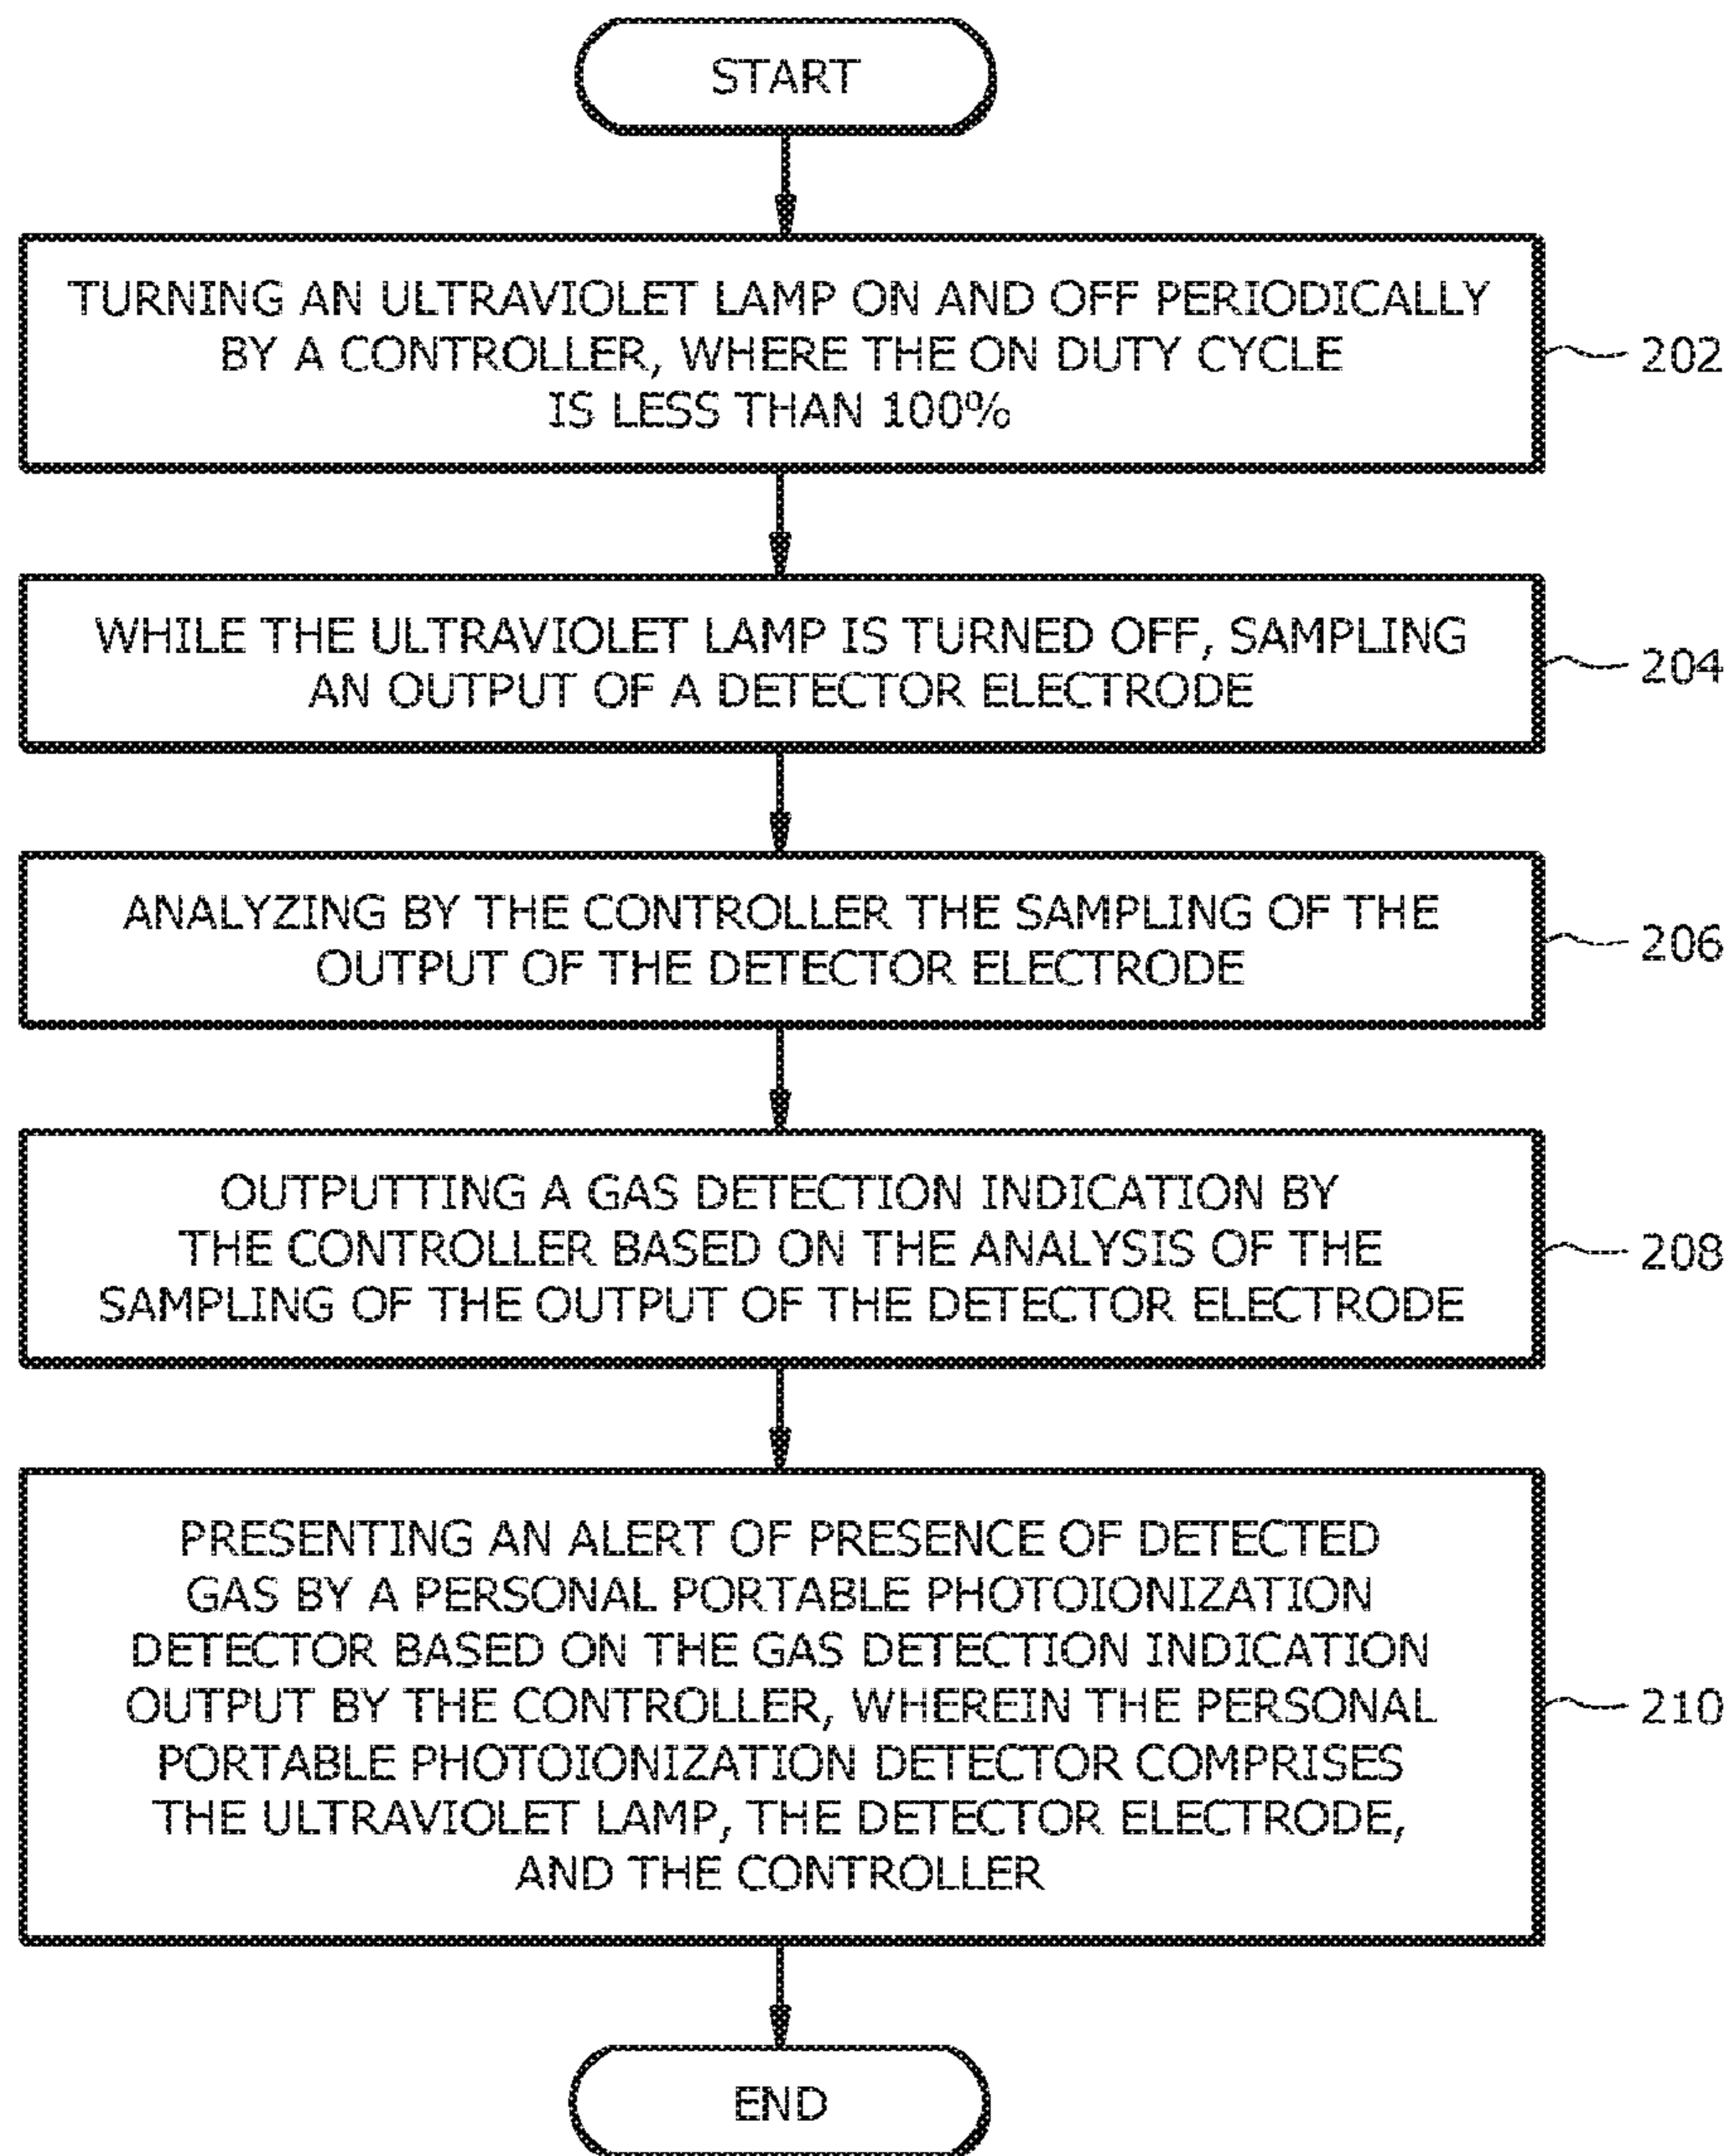 START
TURNING AN ULTRAVIOLET LAMP ON AND OFF PERIODICALLY
BY A CONTROLLER, WHERE THE ON DUTY CYCLE
IS LESS THAN 100%
202
WHILE THE ULTRAVIOLET LAMP IS TURNED OFF, SAMPLING
AN OUTPUT OF A DETECTOR ELECTRODE
204
ANALYZING BY THE CONTROLLER THE SAMPLING OF THE
OUTPUT OF THE DETECTOR ELECTRODE
206
OUTPUTTING A GAS DETECTION INDICATION BY
THE CONTROLLER BASED ON THE ANALYSIS OF THE
SAMPLING OF THE OUTPUT OF THE DETECTOR ELECTRODE
208
PRESENTING AN ALERT OF PRESENCE OF DETECTED
GAS BY A PERSONAL PORTABLE PHOTOIONIZATION
DETECTOR BASED ON THE GAS DETECTION INDICATION
OUTPUT BY THE CONTROLLER, WHEREIN THE PERSONAL
PORTABLE PHOTOIONIZATION DETECTOR COMPRISES
THE ULTRAVIOLET LAMP, THE DETECTOR ELECTRODE,
AND THE CONTROLLER
210
END